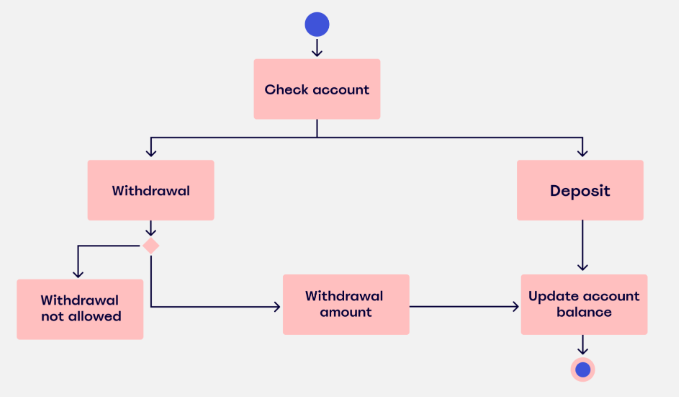 Check account
Withdrawal
Deposit
Withdrawal
not allowed
Withdrawal
amount
Update account
balance